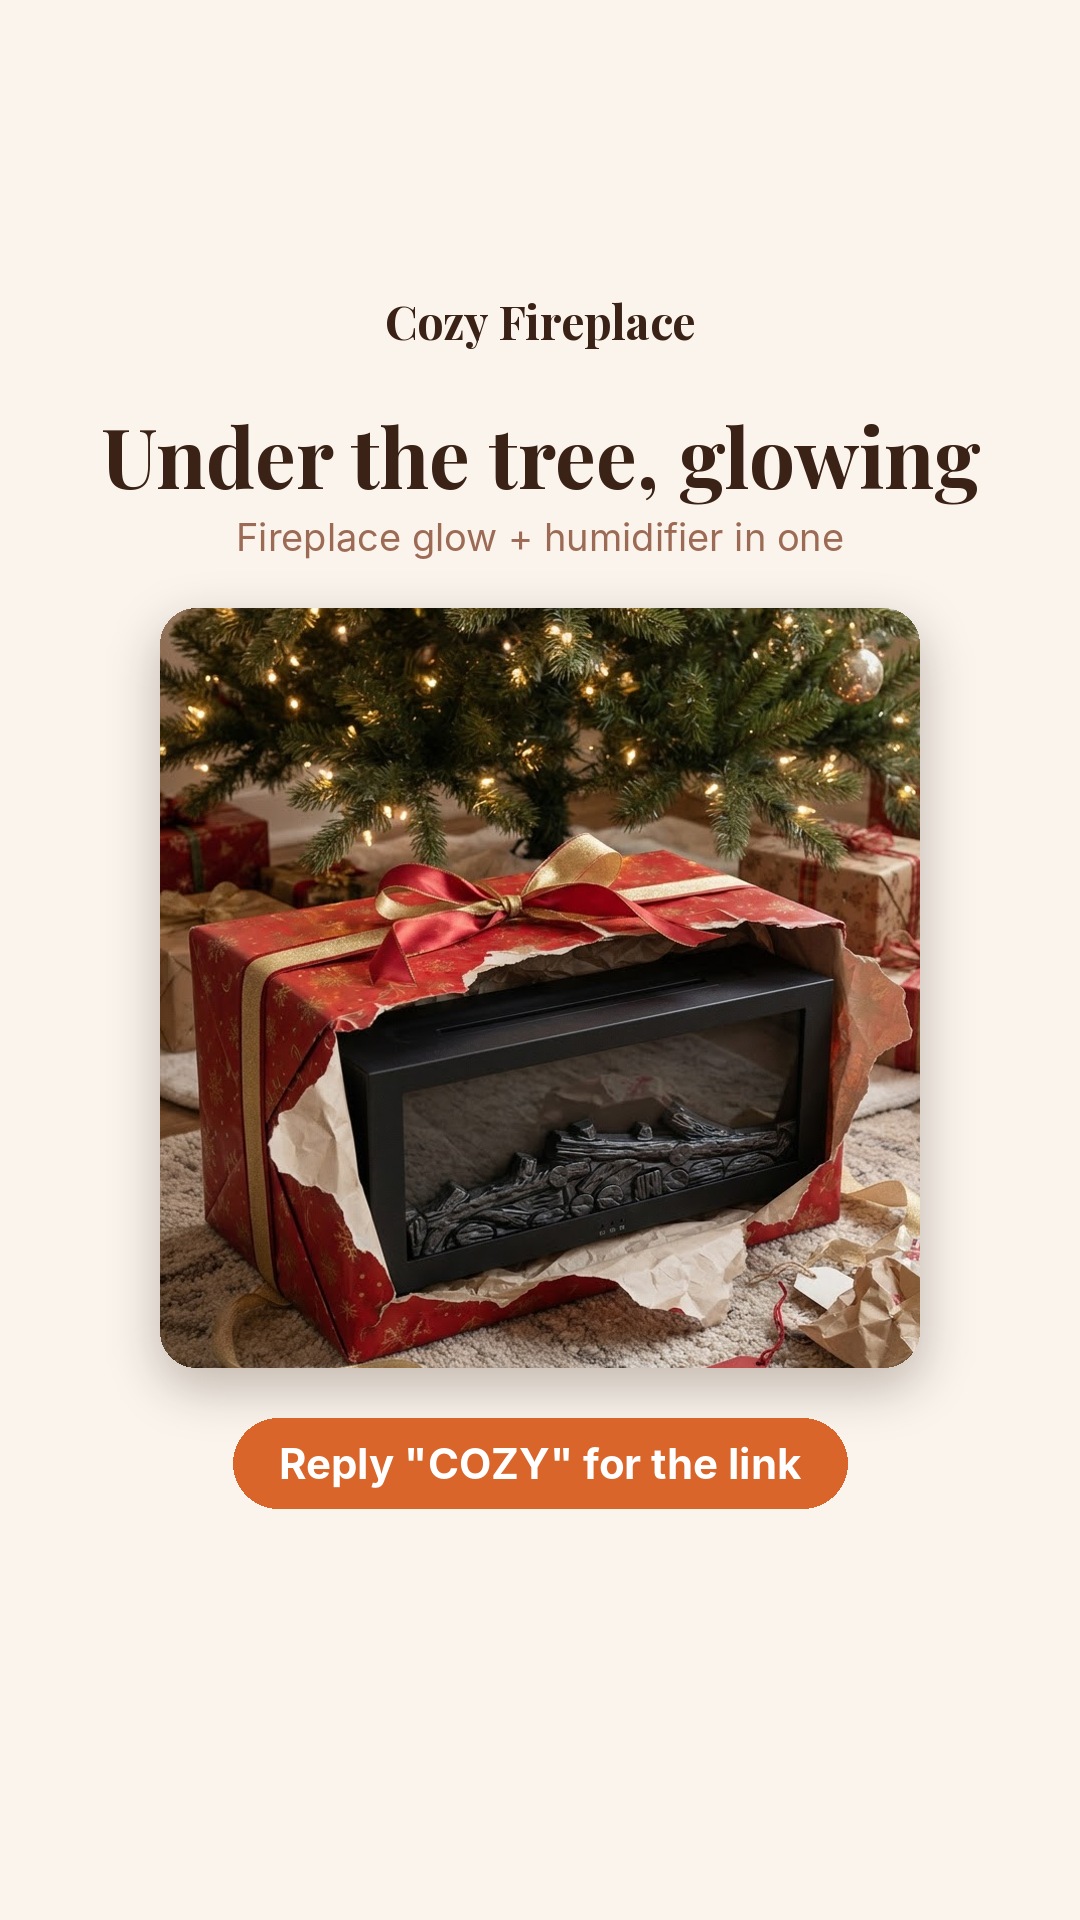 Cozy Fireplace
Under the tree, glowing
Fireplace glow + humidifier in one
Reply "COZY" for the link